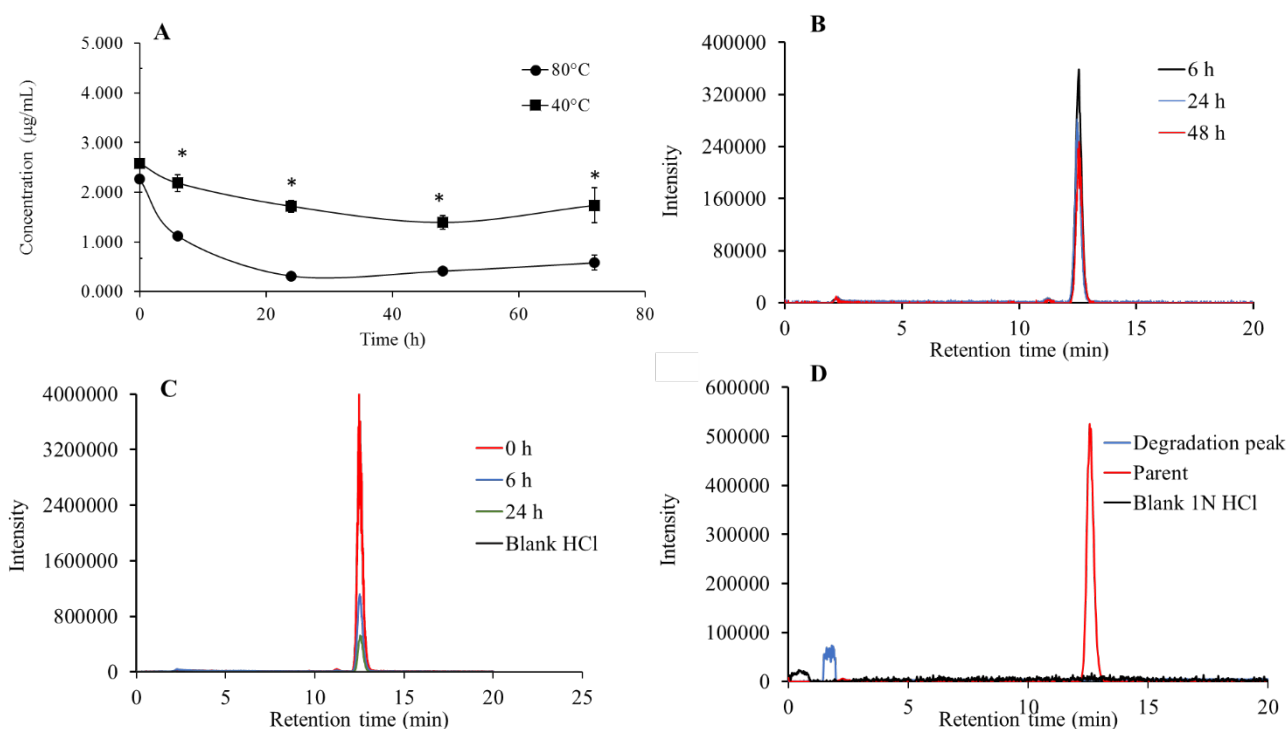 A
5.000
4.000
3.000
2.000
1.000
0.000
Concentration (µg/mL)
80°C
40°C
*
*
*
*
0
20
40
60
80
Time (h)
B
400000
320000
240000
160000
80000
0
Intensity
6 h
24 h
48 h
0
5
10
15
20
Retention time (min)
C
4000000
3200000
2400000
1600000
800000
0
Intensity
0 h
6 h
24 h
Blank HCl
0
5
10
15
20
25
Retention time (min)
D
600000
500000
400000
300000
200000
100000
0
Intensity
Degradation peak
Parent
Blank 1N HCl
0
5
10
15
20
Retention time (min)